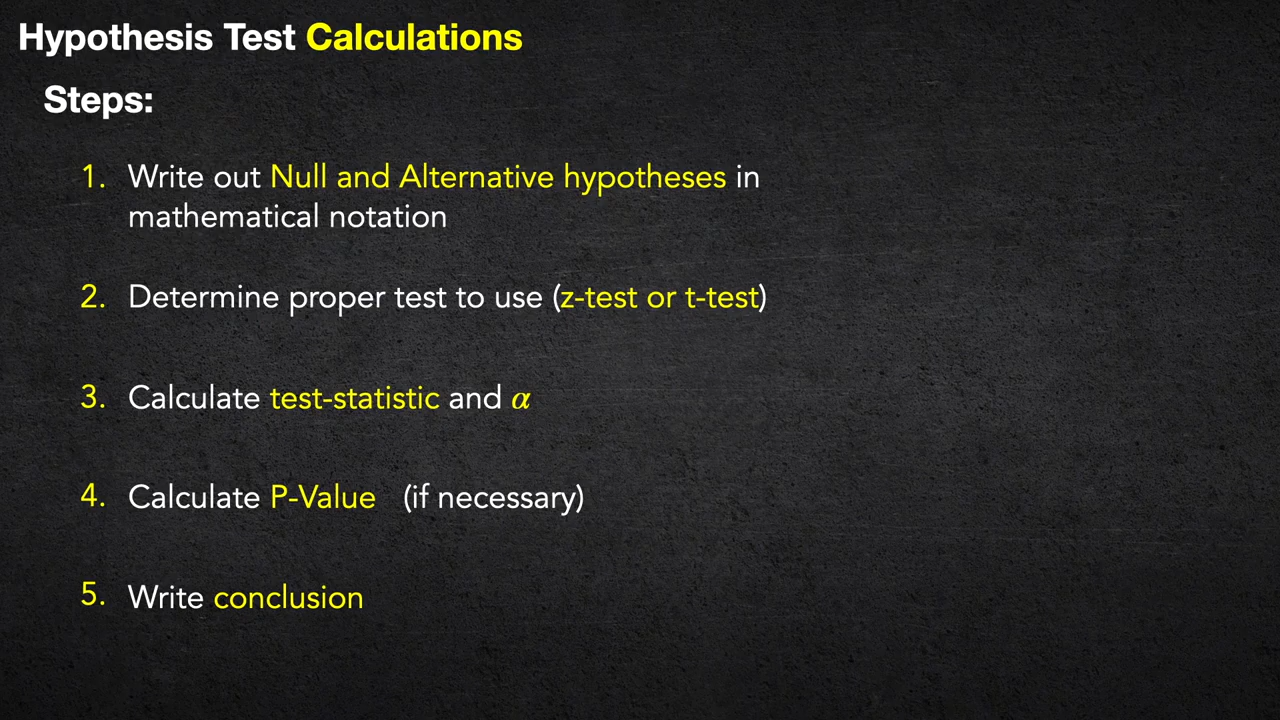 Hypothesis Test Calculations
Steps:
1. Write out Null and Alternative hypotheses in
mathematical notation
2. Determine proper test to use (z-test or t-test)
3. Calculate test-statistic and α
4. Calculate P-Value (if necessary)
5. Write conclusion